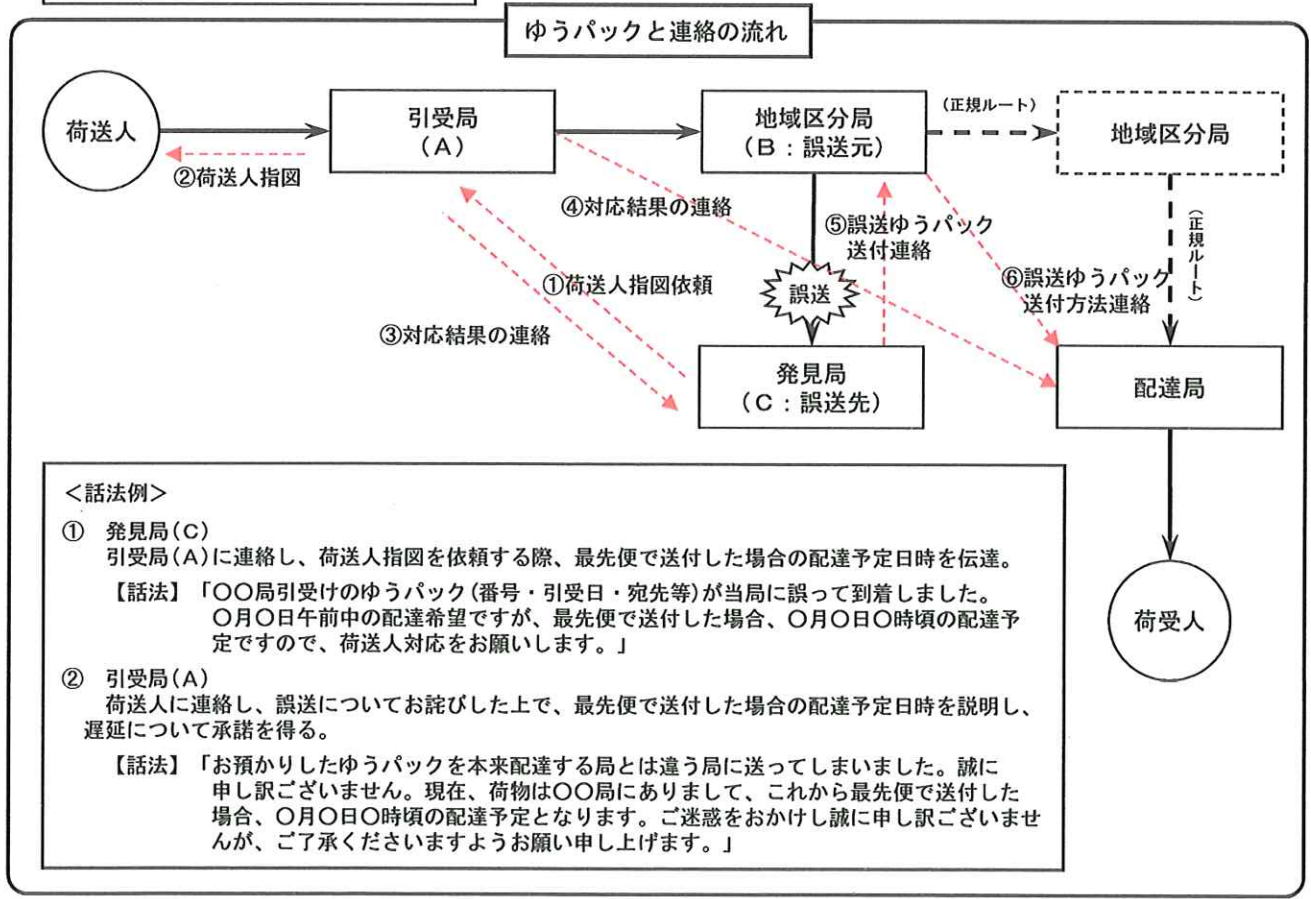 ゆうパックと連絡の流れ
荷送人
引受局
(A)
地域区分局
(B:誤送元)
(正規ルート)
地域区分局
②荷送人指図
④対応結果の連絡
⑤誤送ゆうパック
送付連絡
(正規ルート)
①荷送人指図依頼
誤送
⑥誤送ゆうパック
送付方法連絡
③対応結果の連絡
発見局
(C:誤送先)
配達局
荷受人
<話法例>
① 発見局(C)
引受局(A)に連絡し、荷送人指図を依頼する際、最先便で送付した場合の配達予定日時を伝達。
【話法】「〇〇局引受けのゆうパック(番号・引受日・宛先等)が当局に誤って到着しました。
〇月〇日午前中の配達希望ですが、最先便で送付した場合、〇月〇日〇時頃の配達予
定ですので、荷送人対応をお願いします。」
② 引受局(A)
荷送人に連絡し、誤送についてお詫びした上で、最先便で送付した場合の配達予定日時を説明し、
遅延について承諾を得る。
【話法】「お預かりしたゆうパックを本来配達する局とは違う局に送ってしまいました。誠に
申し訳ございません。現在、荷物は〇〇局にありまして、これから最先便で送付した
場合、〇月〇日〇時頃の配達予定となります。ご迷惑をおかけし誠に申し訳ございませ
んが、ご了承くださいますようお願い申し上げます。」